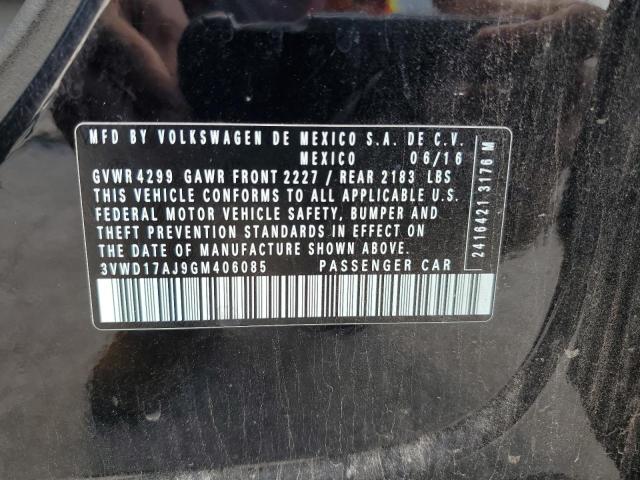 MFD BY VOLKSWAGEN DE MEXICO S.A. DE C.V.
MEXICO 06/16
GVWR 4299 GAWR FRONT 2227 / REAR 2183 LBS
THIS VEHICLE CONFORMS TO ALL APPLICABLE U.S.
FEDERAL MOTOR VEHICLE SAFETY, BUMPER AND
THEFT PREVENTION STANDARDS IN EFFECT ON
THE DATE OF MANUFACTURE SHOWN ABOVE.
3VWD17AJ9GM406085 PASSENGER CAR
2416421 3176 M